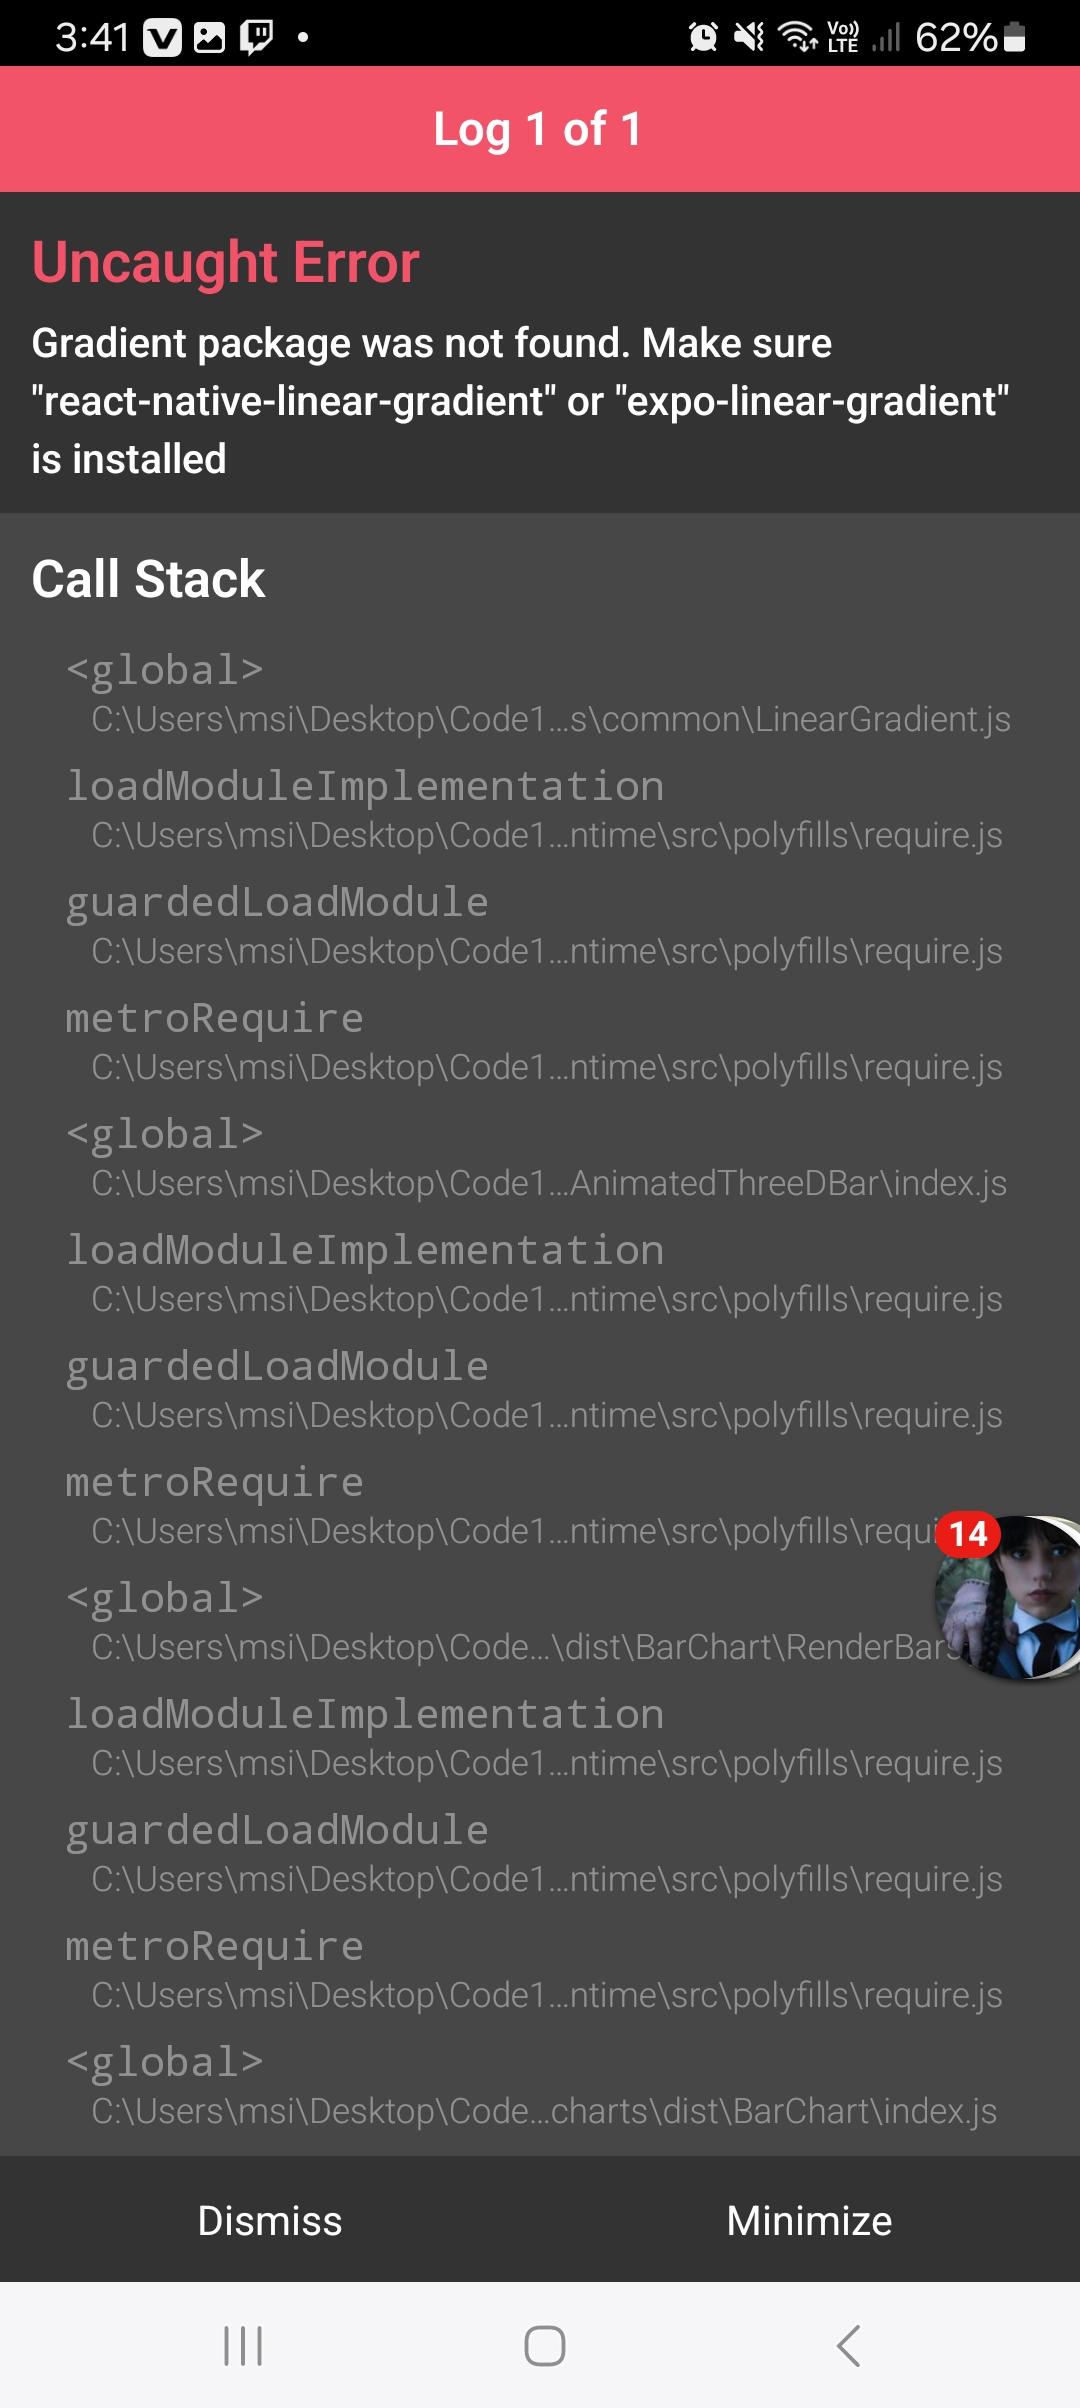 3:41
Vo))
LTE
62%
Log 1 of 1
Uncaught Error
Gradient package was not found. Make sure
"react-native-linear-gradient" or "expo-linear-gradient"
is installed
Call Stack
<global>
C:\Users\msi\Desktop\Code1...s\common\LinearGradient.js
loadModuleImplementation
C:\Users\msi\Desktop\Code1...ntime\src\polyfills\require.js
guardedLoadModule
C:\Users\msi\Desktop\Code1...ntime\src\polyfills\require.js
metroRequire
C:\Users\msi\Desktop\Code1...ntime\src\polyfills\require.js
<global>
C:\Users\msi\Desktop\Code1...AnimatedThreeDBar\index.js
loadModuleImplementation
C:\Users\msi\Desktop\Code1...ntime\src\polyfills\require.js
guardedLoadModule
C:\Users\msi\Desktop\Code1...ntime\src\polyfills\require.js
metroRequire
C:\Users\msi\Desktop\Code1...ntime\src\polyfills\requi
14
<global>
C:\Users\msi\Desktop\Code...\dist\BarChart\RenderBars
loadModuleImplementation
C:\Users\msi\Desktop\Code1...ntime\src\polyfills\require.js
guardedLoadModule
C:\Users\msi\Desktop\Code1...ntime\src\polyfills\require.js
metroRequire
C:\Users\msi\Desktop\Code1...ntime\src\polyfills\require.js
<global>
C:\Users\msi\Desktop\Code...charts\dist\BarChart\index.js
Dismiss
Minimize